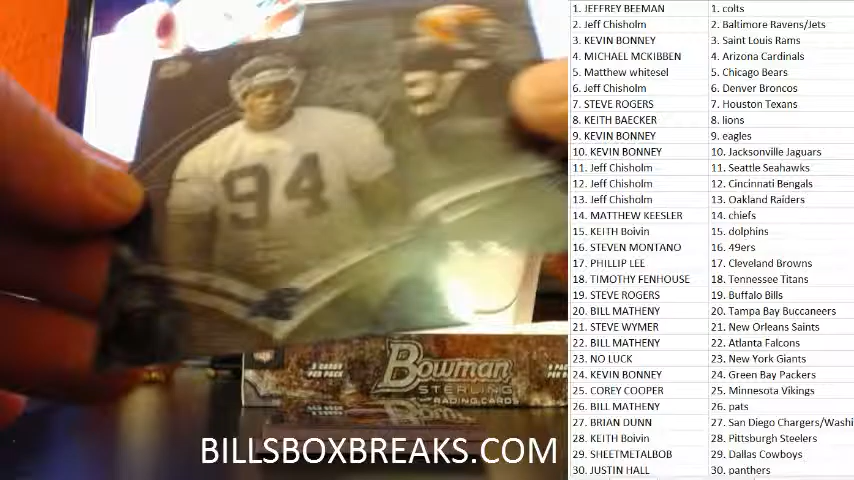 94
Bowman
STERLING
TRADING CARDS
BILLSBOXBREAKS.COM
1. JEFFREY BEEMAN 1. colts
2. Jeff Chisholm 2. Baltimore Ravens/Jets
3. KEVIN BONNEY 3. Saint Louis Rams
4. MICHAEL MCKIBBEN 4. Arizona Cardinals
5. Matthew whitesel 5. Chicago Bears
6. Jeff Chisholm 6. Denver Broncos
7. STEVE ROGERS 7. Houston Texans
8. KEITH BAECKER 8. lions
9. KEVIN BONNEY 9. eagles
10. KEVIN BONNEY 10. Jacksonville Jaguars
11. Jeff Chisholm 11. Seattle Seahawks
12. Jeff Chisholm 12. Cincinnati Bengals
13. Jeff Chisholm 13. Oakland Raiders
14. MATTHEW KEESLER 14. chiefs
15. KEITH Boivin 15. dolphins
16. STEVEN MONTANO 16. 49ers
17. PHILLIP LEE 17. Cleveland Browns
18. TIMOTHY FENHOUSE 18. Tennessee Titans
19. STEVE ROGERS 19. Buffalo Bills
20. BILL MATHENY 20. Tampa Bay Buccaneers
21. STEVE WYMER 21. New Orleans Saints
22. BILL MATHENY 22. Atlanta Falcons
23. NO LUCK 23. New York Giants
24. KEVIN BONNEY 24. Green Bay Packers
25. COREY COOPER 25. Minnesota Vikings
26. BILL MATHENY 26. pats
27. BRIAN DUNN 27. San Diego Chargers/Washi
28. KEITH Boivin 28. Pittsburgh Steelers
29. SHEETMETALBOB 29. Dallas Cowboys
30. JUSTIN HALL 30. panthers